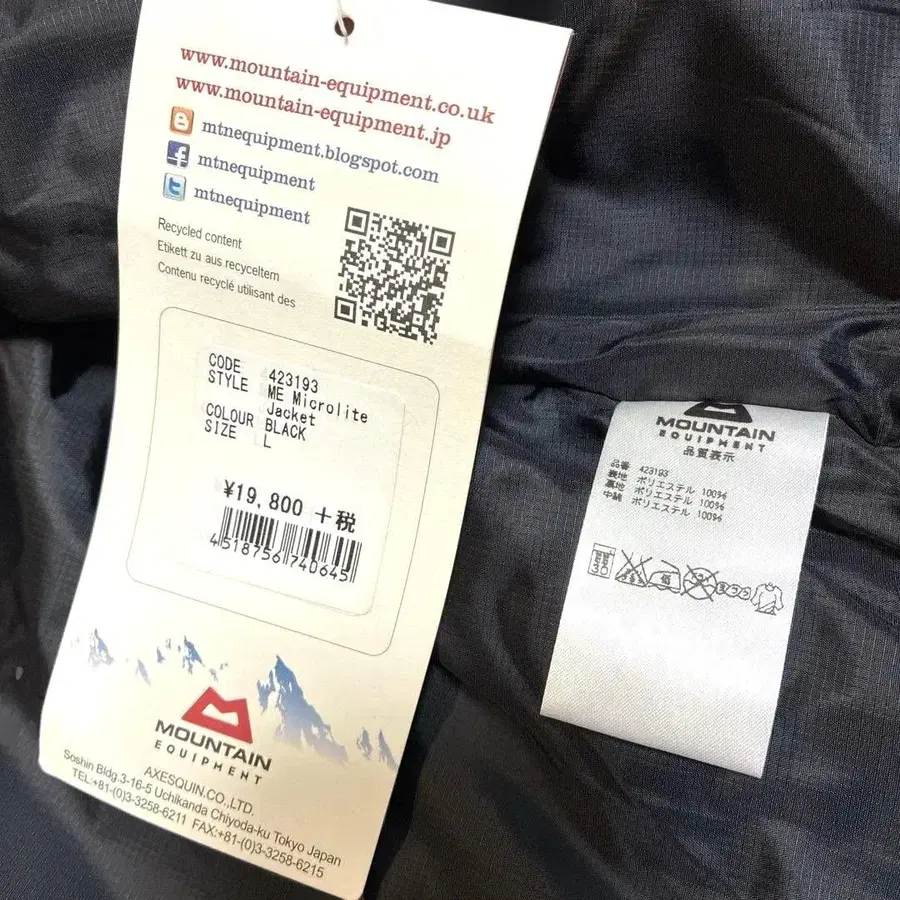 www.mountain-equipment.co.uk
www.mountain-equipment.jp
mtnequipment.blogspot.com
mtnequipment
mtnequipment
Recycled content
Etikett zu aus recyceltem
Contenu recyclé utilisant des
CODE 423193
STYLE ME Microlite
Jacket
COLOUR BLACK
SIZE L
¥19,800 +税
4518756 740645
MOUNTAIN
EQUIPMENT
AXESQUIN.CO.,LTD.
Soshin Bldg.3-16-5 Uchikanda Chiyoda-ku Tokyo Japan
TEL:+81-(0)3-3258-6211 FAX:+81-(0)3-3258-6215
MOUNTAIN
EQUIPMENT
品質表示
品番 423193
表地 ポリエステル 100%
裏地 ポリエステル 100%
中綿 ポリエステル 100%